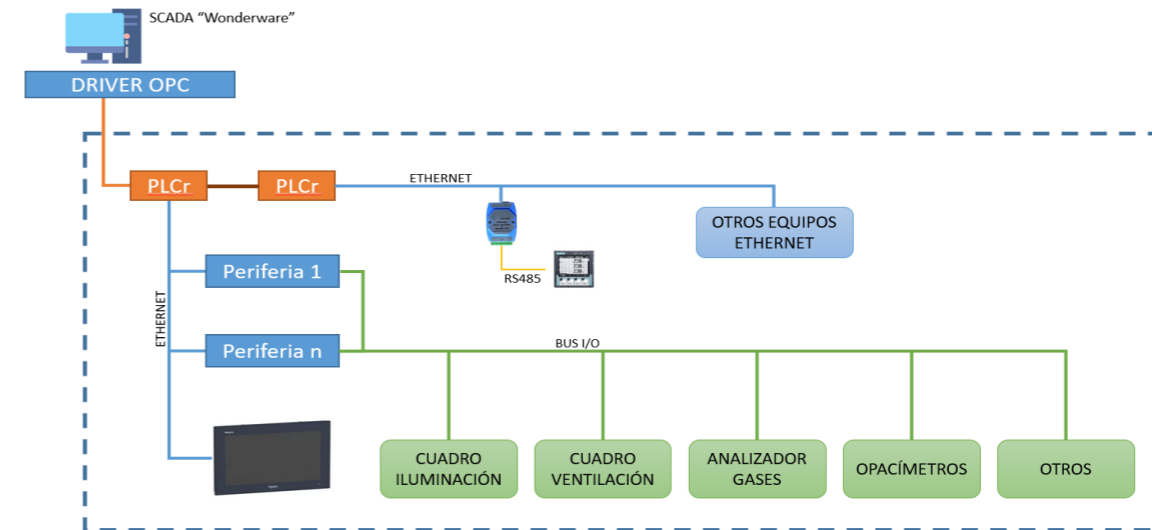 SCADA “Wonderware”
DRIVER OPC
PLCr
PLCr
ETHERNET
OTROS EQUIPOS
ETHERNET
RS485
Periferia 1
ETHERNET
Periferia n
BUS I/O
CUADRO
ILUMINACIÓN
CUADRO
VENTILACIÓN
ANALIZADOR
GASES
OPACÍMETROS
OTROS